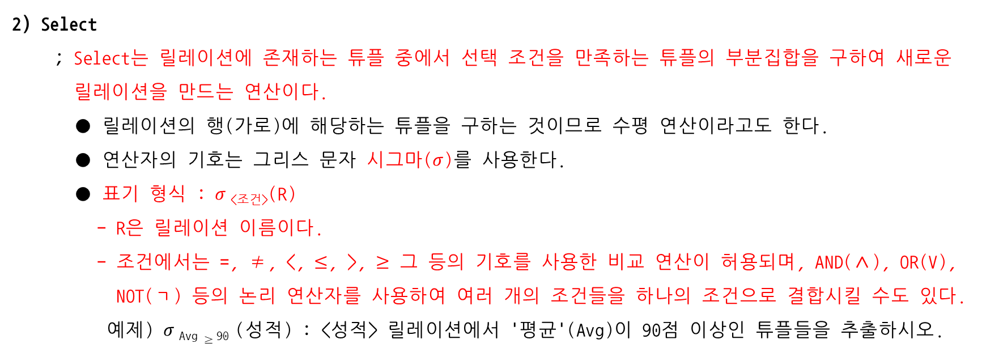 2) Select
; Select는 릴레이션에 존재하는 튜플 중에서 선택 조건을 만족하는 튜플의 부분집합을 구하여 새로운
릴레이션을 만드는 연산이다.
● 릴레이션의 행(가로)에 해당하는 튜플을 구하는 것이므로 수평 연산이라고도 한다.
● 연산자의 기호는 그리스 문자 시그마(σ)를 사용한다.
● 표기 형식 : σ <조건>(R)
- R은 릴레이션 이름이다.
- 조건에서는 =, ≠, <, ≤, >, ≥ 그 등의 기호를 사용한 비교 연산이 허용되며, AND(∧), OR(V),
NOT(ㄱ) 등의 논리 연산자를 사용하여 여러 개의 조건들을 하나의 조건으로 결합시킬 수도 있다.
예제) σ Avg ≥ 90 (성적) : <성적> 릴레이션에서 '평균'(Avg)이 90점 이상인 튜플들을 추출하시오.